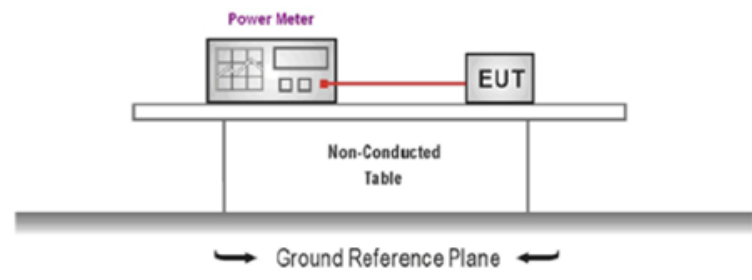 Power Meter
EUT
Non-Conducted
Table
Ground Reference Plane